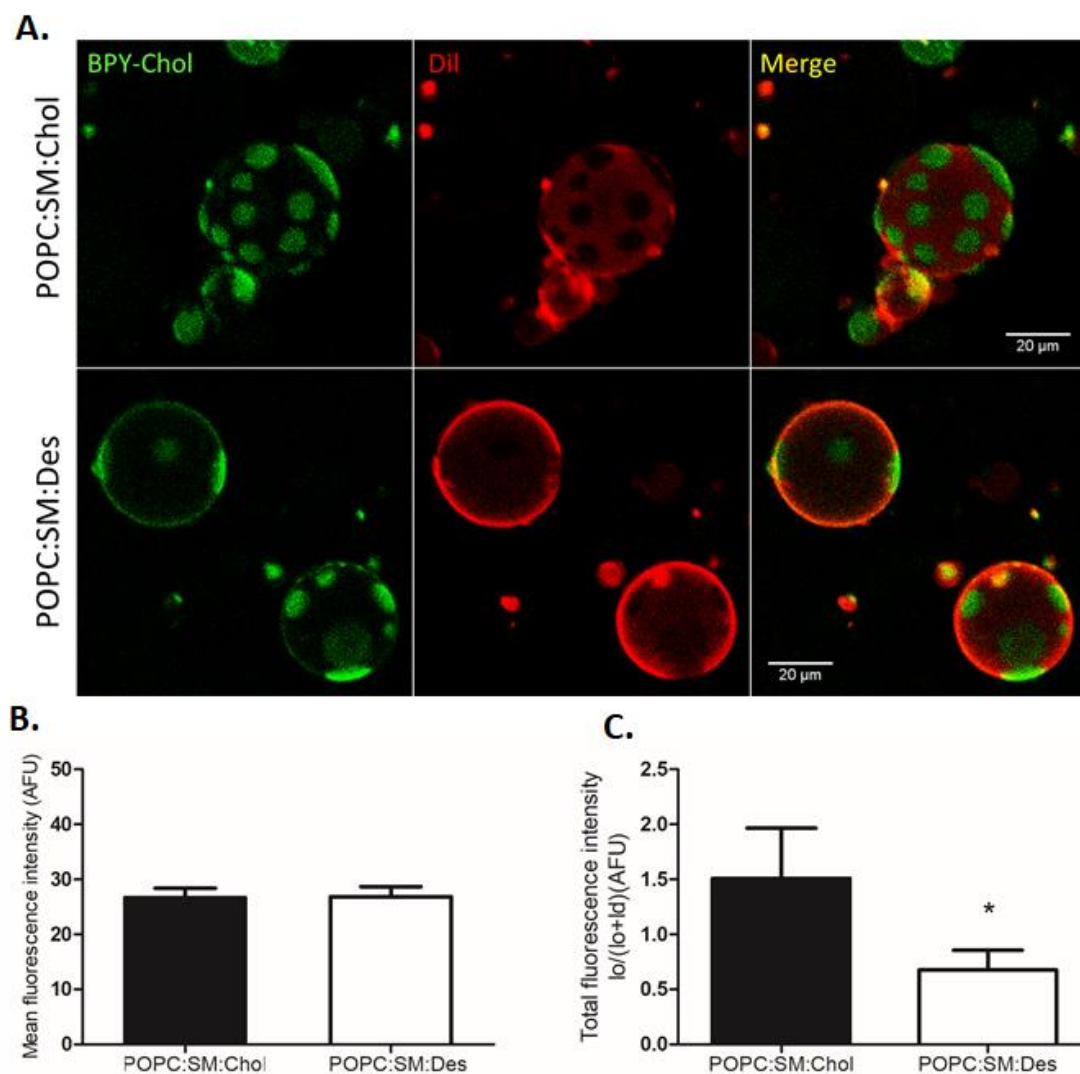 A.
BPY-Chol
DiI
Merge
POPC:SM:Chol
20 µm
POPC:SM:Des
20 µm
B.
Mean fluorescence intensity (AFU)
50
40
30
20
10
0
POPC:SM:Chol
POPC:SM:Des
C.
Total fluorescence intensity
lo/(lo+ld)(AFU)
2.5
2.0
1.5
1.0
0.5
0.0
*
POPC:SM:Chol
POPC:SM:Des